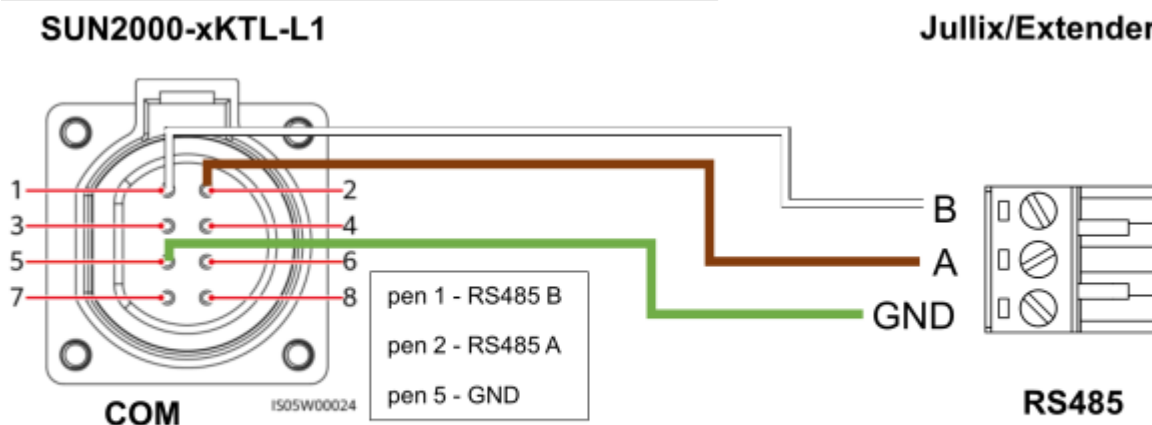 SUN2000-xKTL-L1
Jullix/Extender
1 2
3 4
5 6
7 8
B
A
GND
pen 1 - RS485 B
pen 2 - RS485 A
pen 5 - GND
IS05W00024
COM
RS485